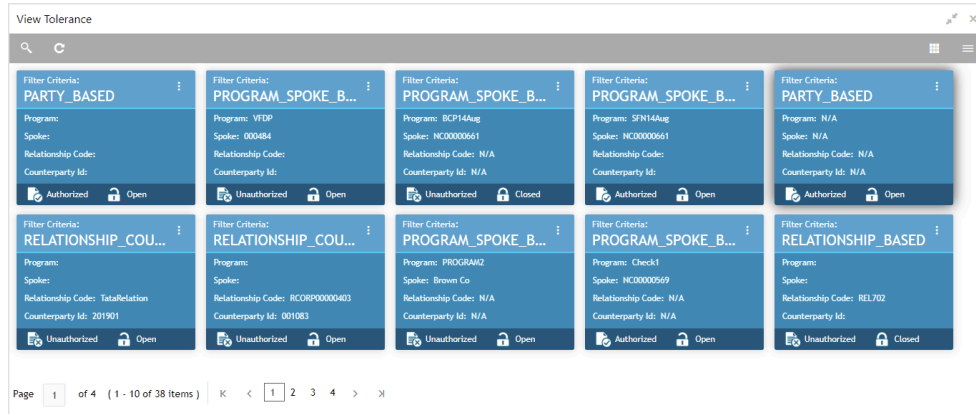 View Tolerance
Filter Criteria:
PARTY_BASED
Program:
Spoke:
Relationship Code:
Counterparty Id:
Authorized Open
Filter Criteria:
PROGRAM_SPOKE_B...
Program: VFDP
Spoke: 000484
Relationship Code:
Counterparty Id:
Unauthorized Open
Filter Criteria:
PROGRAM_SPOKE_B...
Program: BCP14Aug
Spoke: NC00000661
Relationship Code: N/A
Counterparty Id: N/A
Unauthorized Closed
Filter Criteria:
PROGRAM_SPOKE_B...
Program: SFN14Aug
Spoke: NC00000661
Relationship Code:
Counterparty Id:
Authorized Open
Filter Criteria:
PARTY_BASED
Program: N/A
Spoke: N/A
Relationship Code: N/A
Counterparty Id: N/A
Authorized Open
Filter Criteria:
RELATIONSHIP_COU...
Program:
Spoke:
Relationship Code: TataRelation
Counterparty Id: 201901
Unauthorized Open
Filter Criteria:
RELATIONSHIP_COU...
Program:
Spoke:
Relationship Code: RCORP00000403
Counterparty Id: 001083
Unauthorized Open
Filter Criteria:
PROGRAM_SPOKE_B...
Program: PROGRAM2
Spoke: Brown Co
Relationship Code: N/A
Counterparty Id: N/A
Unauthorized Open
Filter Criteria:
PROGRAM_SPOKE_B...
Program: Check1
Spoke: NC00000569
Relationship Code: N/A
Counterparty Id: N/A
Authorized Open
Filter Criteria:
RELATIONSHIP_BASED
Program:
Spoke:
Relationship Code: REL702
Counterparty Id:
Unauthorized Closed
Page 1 of 4 ( 1 - 10 of 38 items ) 1 2 3 4